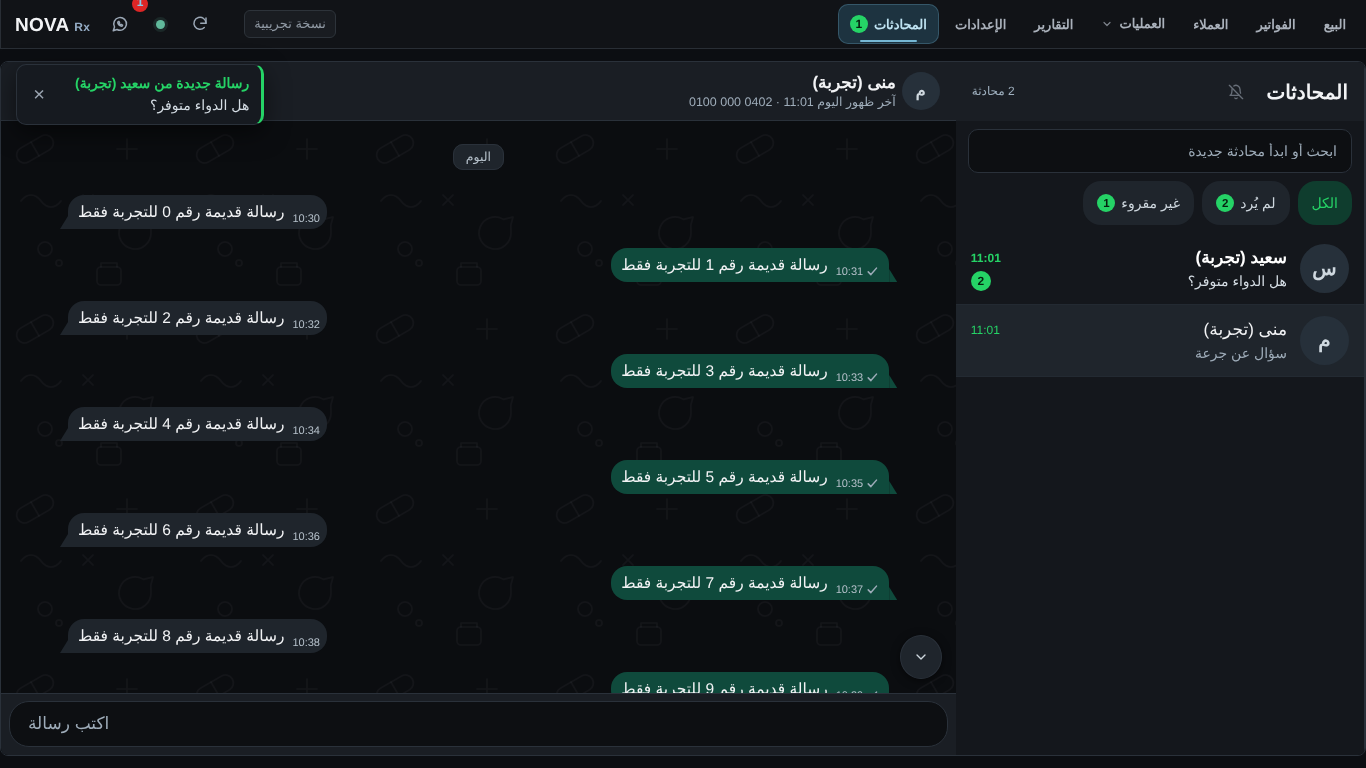 البيع
الفواتير
العملاء
العمليات
التقارير
الإعدادات
المحادثات 1
نسخة تجريبية
1
NOVA Rx
المحادثات
2 محادثة
ابحث أو ابدأ محادثة جديدة
الكل
لم يُرد 2
غير مقروء 1
س
سعيد (تجربة)
11:01
هل الدواء متوفر؟
2
م
منى (تجربة)
11:01
سؤال عن جرعة
م
منى (تجربة)
آخر ظهور اليوم 11:01 · 0402 000 0100
رسالة جديدة من سعيد (تجربة)
هل الدواء متوفر؟
اليوم
رسالة قديمة رقم 0 للتجربة فقط 10:30
رسالة قديمة رقم 1 للتجربة فقط 10:31
رسالة قديمة رقم 2 للتجربة فقط 10:32
رسالة قديمة رقم 3 للتجربة فقط 10:33
رسالة قديمة رقم 4 للتجربة فقط 10:34
رسالة قديمة رقم 5 للتجربة فقط 10:35
رسالة قديمة رقم 6 للتجربة فقط 10:36
رسالة قديمة رقم 7 للتجربة فقط 10:37
رسالة قديمة رقم 8 للتجربة فقط 10:38
رسالة قديمة رقم 9 للتجربة فقط
اكتب رسالة